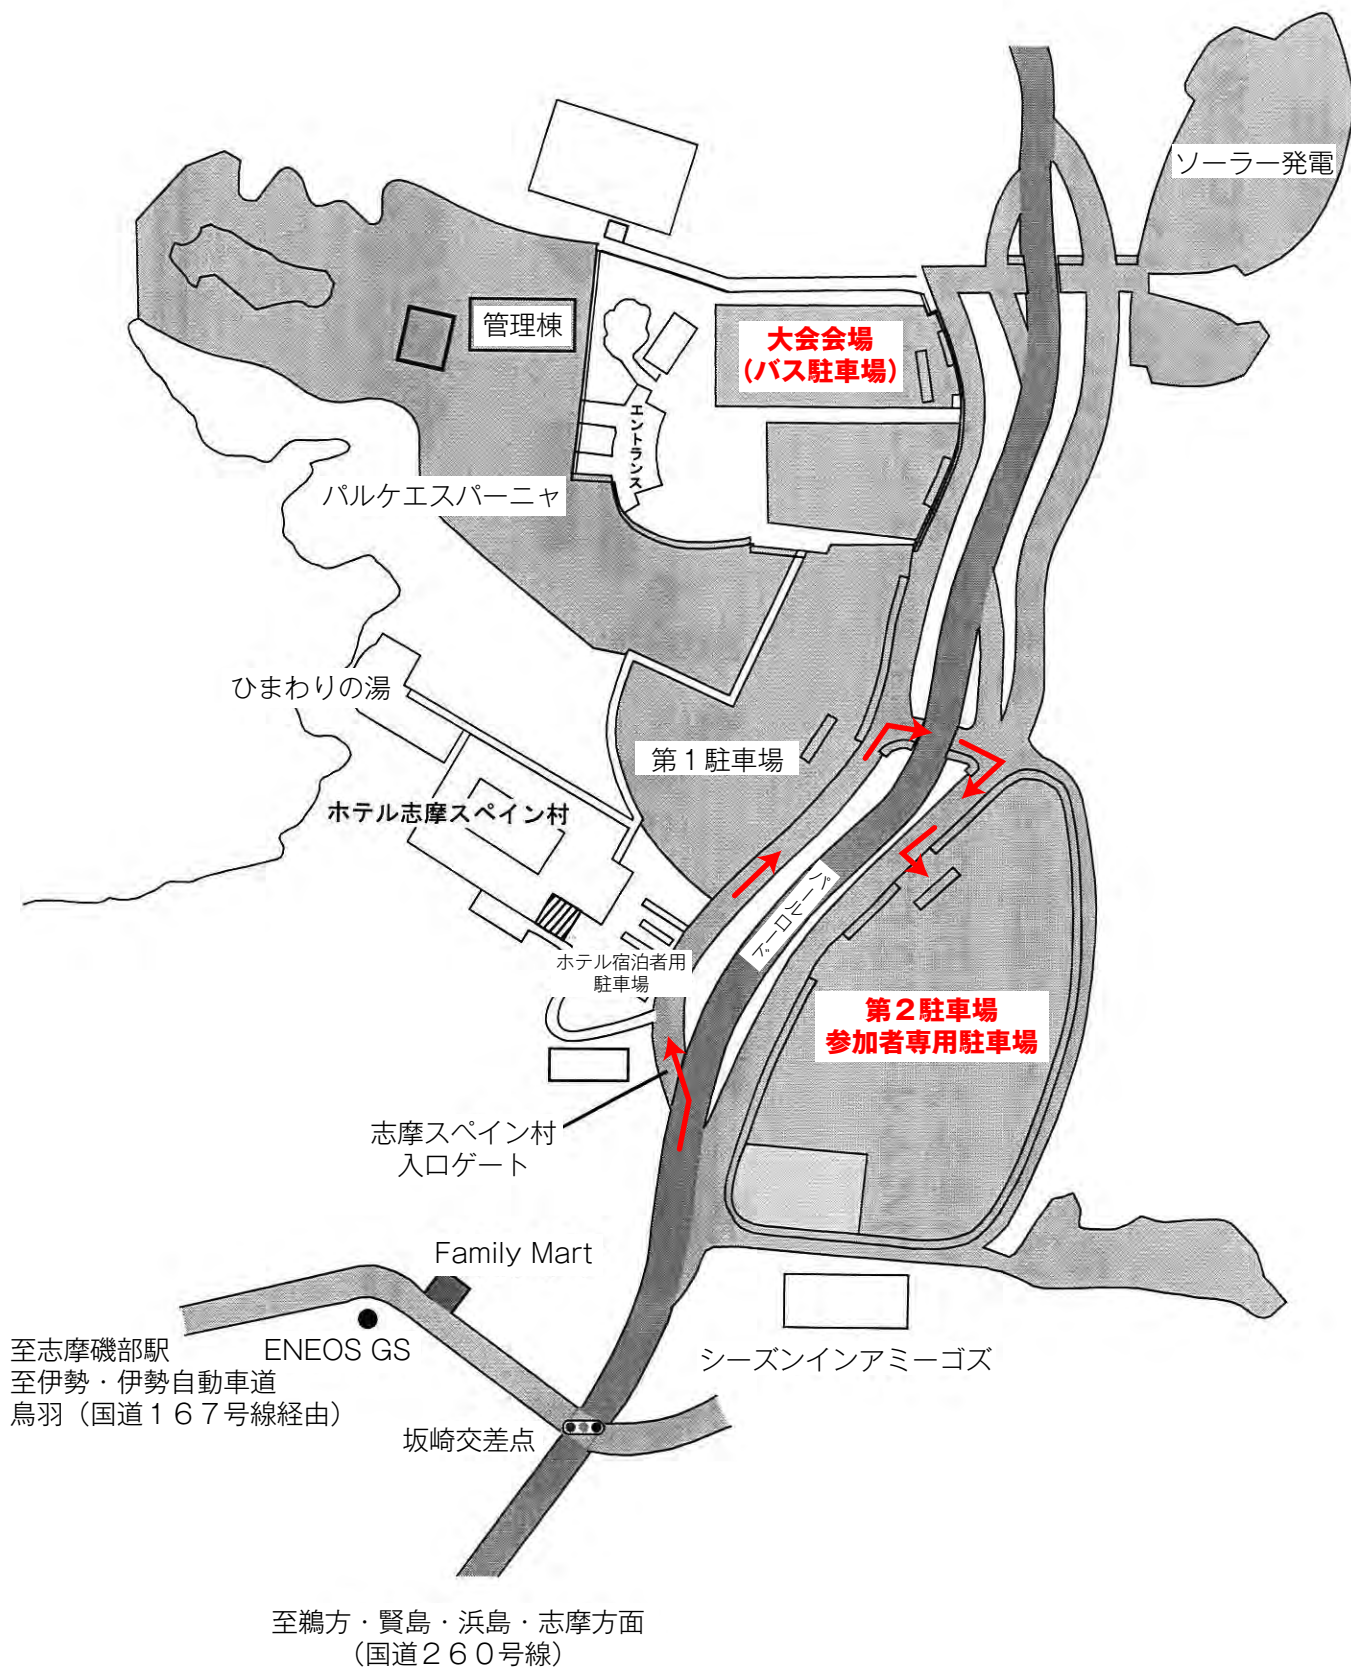 ソーラー発電
管理棟
大会会場
(バス駐車場)
エントランス
パルケエスパーニャ
ひまわりの湯
第1駐車場
ホテル志摩スペイン村
パールロード
ホテル宿泊者用
駐車場
第2駐車場
参加者専用駐車場
志摩スペイン村
入口ゲート
Family Mart
ENEOS GS
至志摩磯部駅
至伊勢・伊勢自動車道
鳥羽（国道167号線経由）
シーズンインアミーゴズ
坂崎交差点
至鵜方・賢島・浜島・志摩方面
（国道260号線）